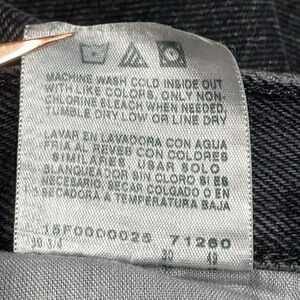 MACHINE WASH COLD INSIDE OUT
WITH LIKE COLORS, ONLY NON-
CHLORINE BLEACH WHEN NEEDED
TUMBLE DRY LOW OR LINE DRY
LAVAR EN LAVADORA CON AGUA
FRIA AL REVES CON COLORES
SIMILARES USAR SOLO
BLANQUEADOR SIN CLORO SI ES
NECESARIO, SECAR COLGADO O EN
SECADORA A TEMPERATURA BAJA
16F0000025 71260